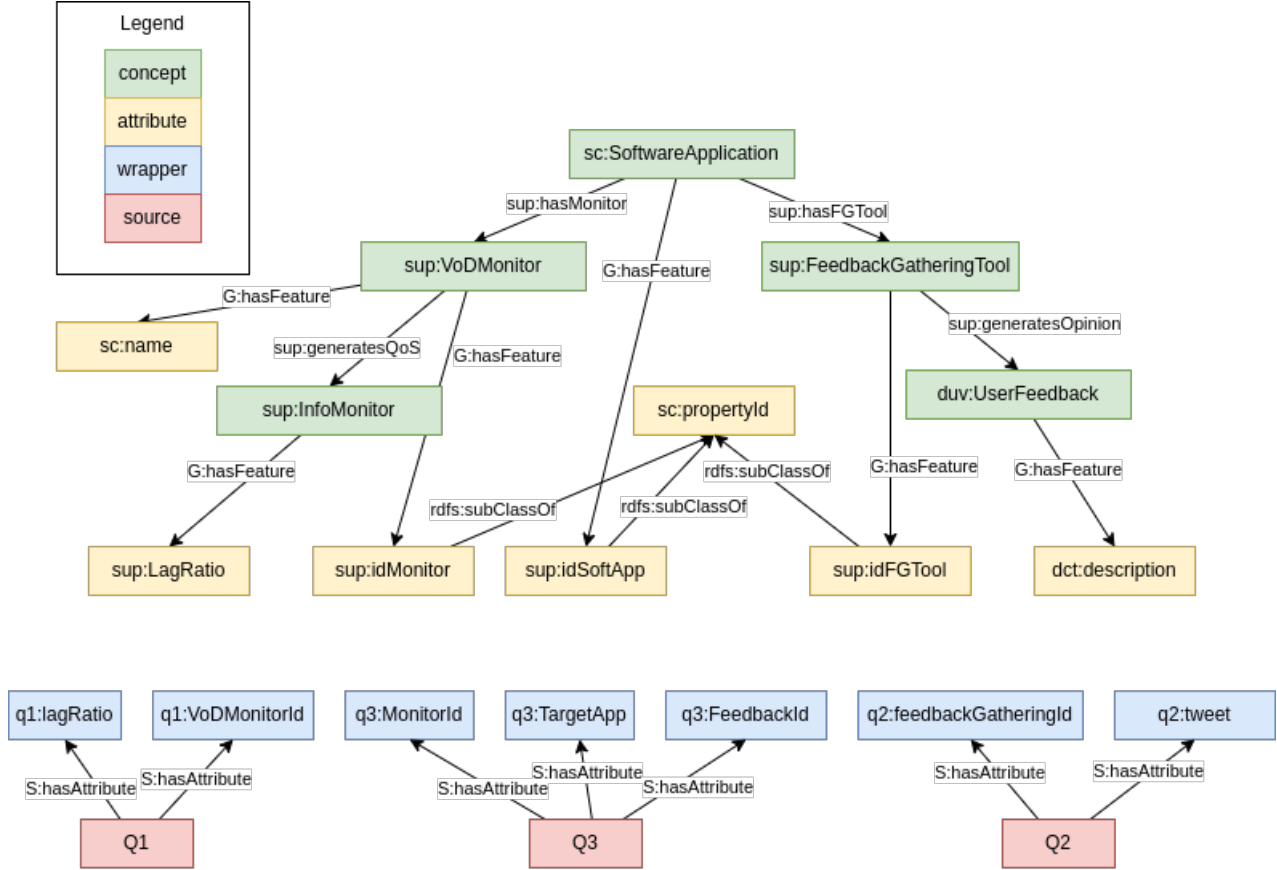 Legend
concept
attribute
wrapper
source
sc:SoftwareApplication
sup:hasMonitor
sup:hasFGTool
sup:VoDMonitor
sup:FeedbackGatheringTool
G:hasFeature
G:hasFeature
sc:name
sup:generatesQoS
G:hasFeature
sup:generatesOpinion
sup:InfoMonitor
sc:propertyId
duv:UserFeedback
G:hasFeature
rdfs:subClassOf
G:hasFeature
G:hasFeature
rdfs:subClassOf
rdfs:subClassOf
sup:LagRatio
sup:idMonitor
sup:idSoftApp
sup:idFGTool
dct:description
q1:lagRatio
q1:VoDMonitorId
q3:MonitorId
q3:TargetApp
q3:FeedbackId
q2:feedbackGatheringId
q2:tweet
S:hasAttribute
S:hasAttribute
S:hasAttribute
S:hasAttribute
S:hasAttribute
S:hasAttribute
S:hasAttribute
Q1
Q3
Q2